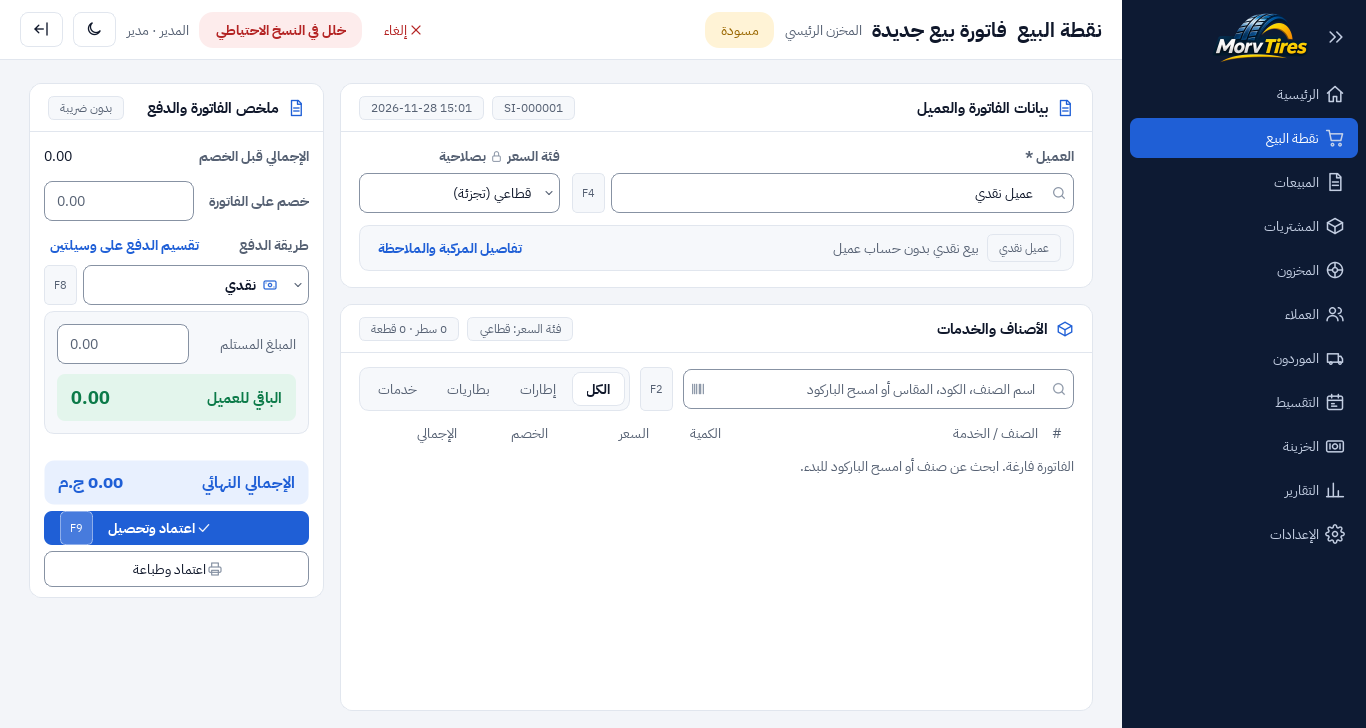 Morv Tires
الرئيسية
نقطة البيع
المبيعات
المشتريات
المخزون
العملاء
الموردون
التقسيط
الخزينة
التقارير
الإعدادات
نقطة البيع فاتورة بيع جديدة المخزن الرئيسي مسودة
إلغاء خلل في النسخ الاحتياطي المدير · مدير
بيانات الفاتورة والعميل SI-000001 2026-11-28 15:01
العميل * فئة السعر بصلاحية
عميل نقدي F4 قطاعي (تجزئة)
عميل نقدي بيع نقدي بدون حساب عميل تفاصيل المركبة والملاحظة
الأصناف والخدمات فئة السعر: قطاعي 0 سطر · 0 قطعة
اسم الصنف، الكود، المقاس أو امسح الباركود F2 الكل إطارات بطاريات خدمات
# الصنف / الخدمة الكمية السعر الخصم الإجمالي
الفاتورة فارغة. ابحث عن صنف أو امسح الباركود للبدء.
ملخص الفاتورة والدفع بدون ضريبة
الإجمالي قبل الخصم 0.00
خصم على الفاتورة 0.00
طريقة الدفع تقسيم الدفع على وسيلتين
نقدي F8
المبلغ المستلم 0.00
الباقي للعميل 0.00
الإجمالي النهائي 0.00 ج.م
اعتماد وتحصيل F9
اعتماد وطباعة